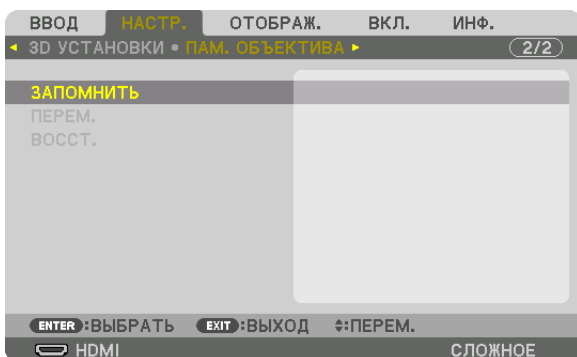 ВВОД НАСТР. ОТОБРАЖ. ВКЛ. ИНФ.
3D УСТАНОВКИ • ПАМ. ОБЪЕКТИВА 2/2
ЗАПОМНИТЬ
ПЕРЕМ.
ВОССТ.
ENTER :ВЫБРАТЬ EXIT :ВЫХОД :ПЕРЕМ.
HDMI СЛОЖНОЕ